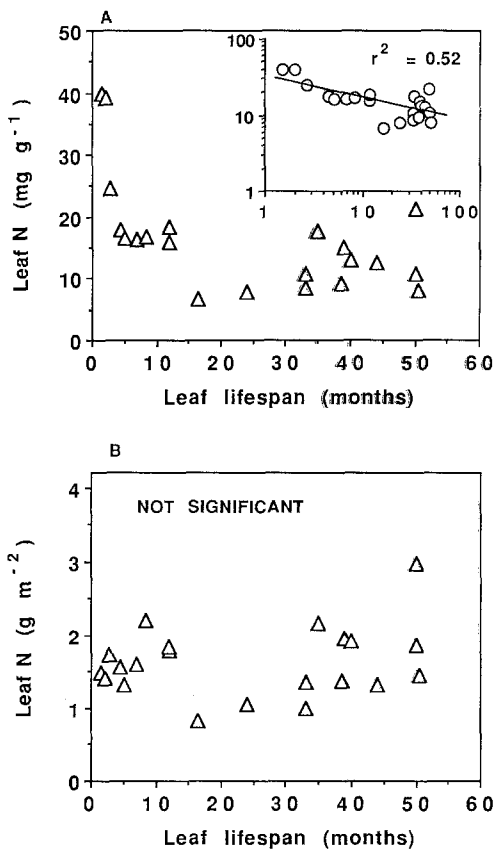 A
50
40
30
20
10
0
Leaf N (mg g-1)
100
10
1
r2 = 0.52
1 10 100
0 10 20 30 40 50 60
Leaf lifespan (months)
B
4
3
2
1
0
Leaf N (g m-2)
NOT SIGNIFICANT
0 10 20 30 40 50 60
Leaf lifespan (months)